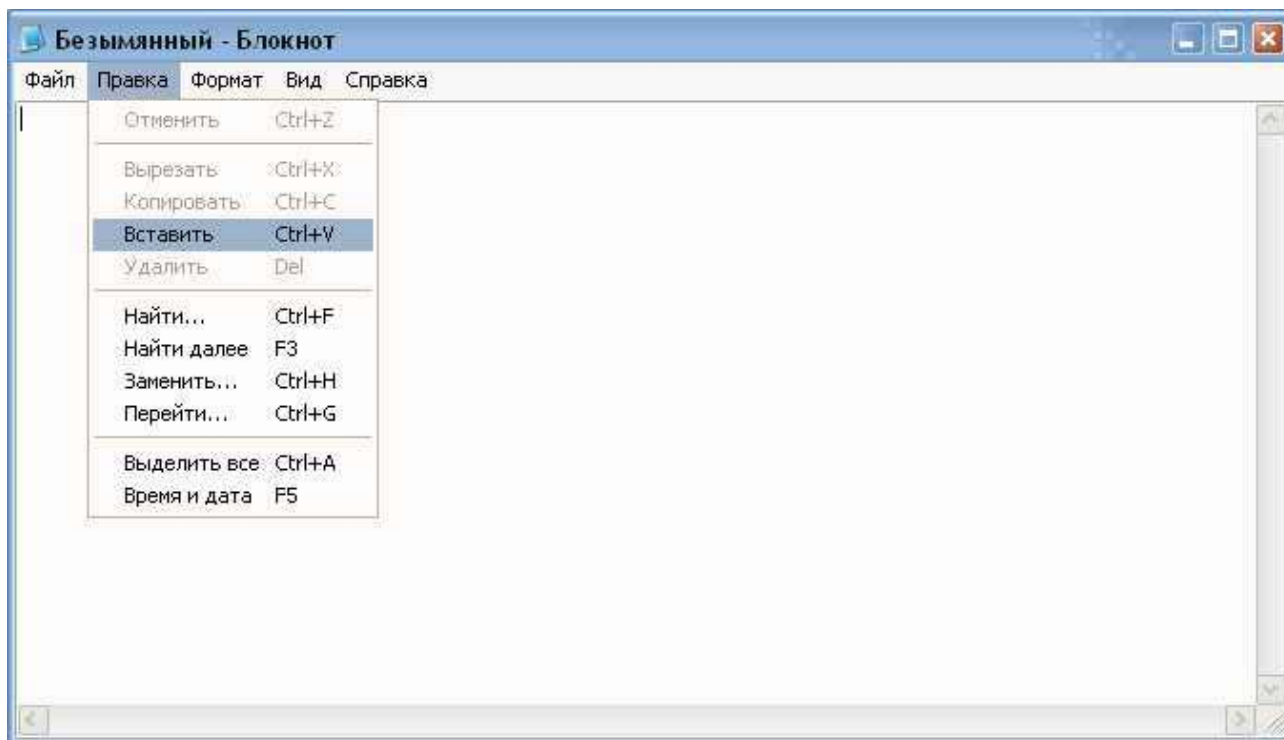 Безымянный - Блокнот
Файл Правка Формат Вид Справка
Отменить Ctrl+Z
Вырезать Ctrl+X
Копировать Ctrl+C
Вставить Ctrl+V
Удалить Del
Найти... Ctrl+F
Найти далее F3
Заменить... Ctrl+H
Перейти... Ctrl+G
Выделить все Ctrl+A
Время и дата F5